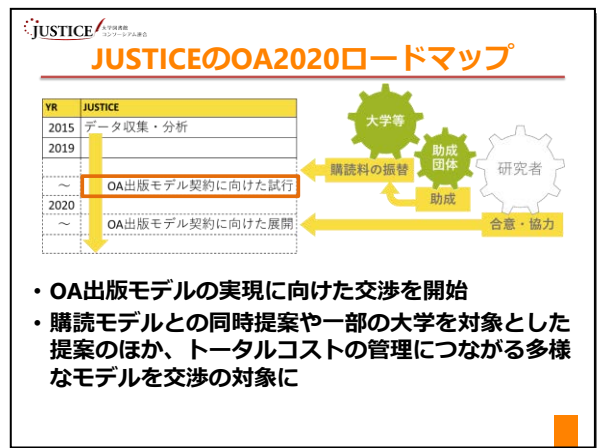 JUSTICE 大学図書館
コンソーシアム連合
JUSTICEのOA2020ロードマップ
YR JUSTICE
2015 データ収集・分析
2019
～ OA出版モデル契約に向けた試行
2020
～ OA出版モデル契約に向けた展開
大学等
助成
団体
研究者
購読料の振替
助成
合意・協力
・OA出版モデルの実現に向けた交渉を開始
・購読モデルとの同時提案や一部の大学を対象とした
提案のほか、トータルコストの管理につながる多様
なモデルを交渉の対象に